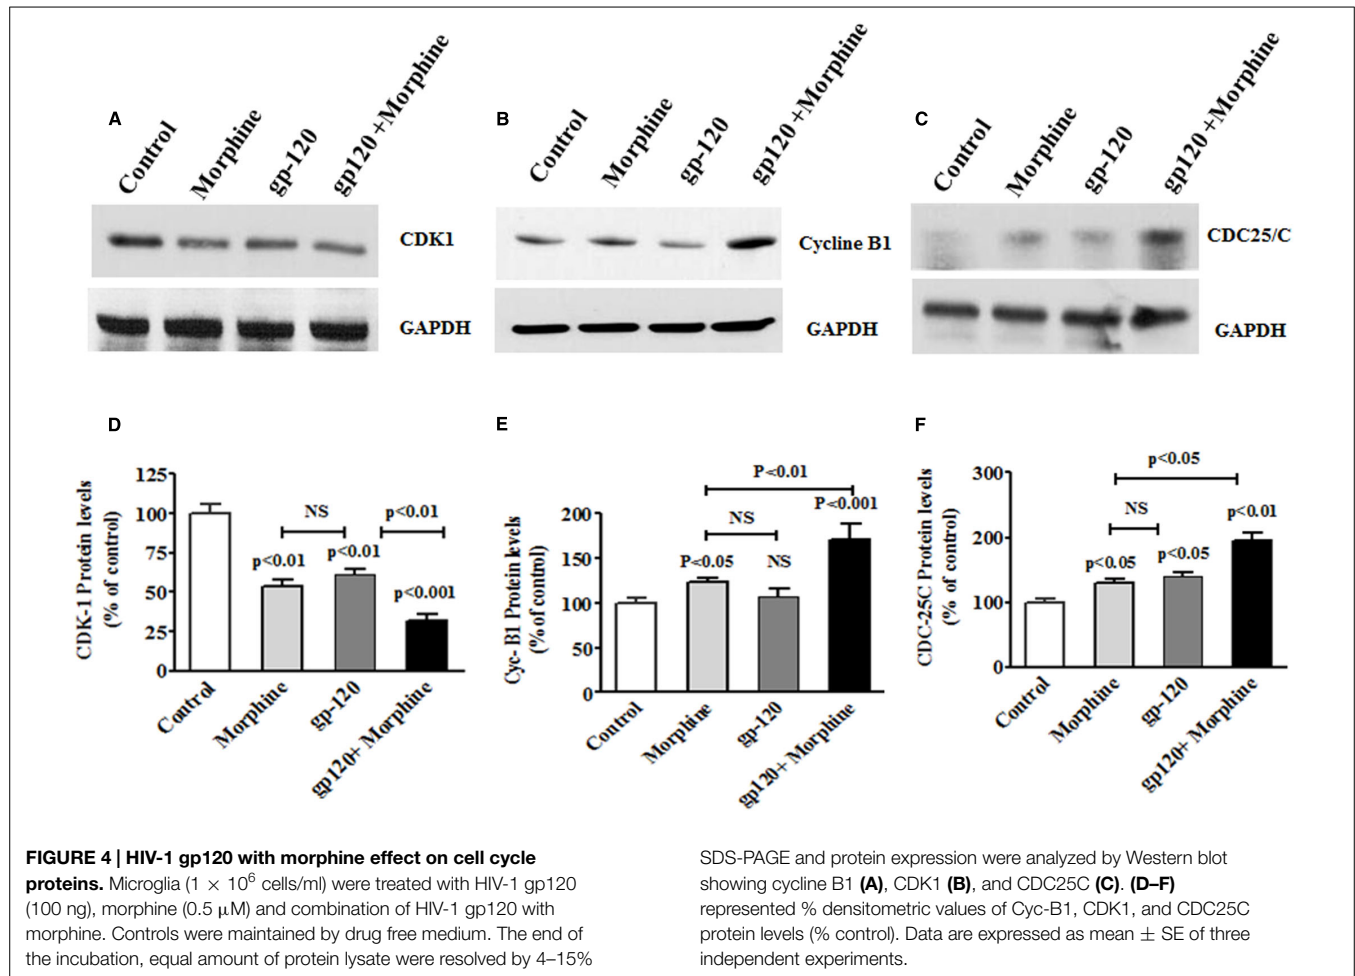 A
Control
Morphine
gp-120
gp120 +Morphine
CDK1
GAPDH
B
Control
Morphine
gp-120
gp120 +Morphine
Cycline B1
GAPDH
C
Control
Morphine
gp-120
gp120 +Morphine
CDC25/C
GAPDH
D
CDK-1 Protein levels
(% of control)
125
100
75
50
25
0
NS
p<0.01
p<0.01
p<0.01
p<0.001
Control
Morphine
gp-120
gp120+ Morphine
E
Cyc- B1 Protein levels
(% of control)
200
150
100
50
0
P<0.01
NS
P<0.001
P<0.05
NS
Control
Morphine
gp-120
gp120+ Morphine
F
CDC-25C Protein levels
(% of control)
300
200
100
0
p<0.05
NS
p<0.01
p<0.05
p<0.05
Control
Morphine
gp-120
gp120+ Morphine
FIGURE 4 | HIV-1 gp120 with morphine effect on cell cycle
proteins. Microglia (1 × 10⁶ cells/ml) were treated with HIV-1 gp120
(100 ng), morphine (0.5 μM) and combination of HIV-1 gp120 with
morphine. Controls were maintained by drug free medium. The end of
the incubation, equal amount of protein lysate were resolved by 4–15%
SDS-PAGE and protein expression were analyzed by Western blot
showing cycline B1 (A), CDK1 (B), and CDC25C (C). (D–F)
represented % densitometric values of Cyc-B1, CDK1, and CDC25C
protein levels (% control). Data are expressed as mean ± SE of three
independent experiments.